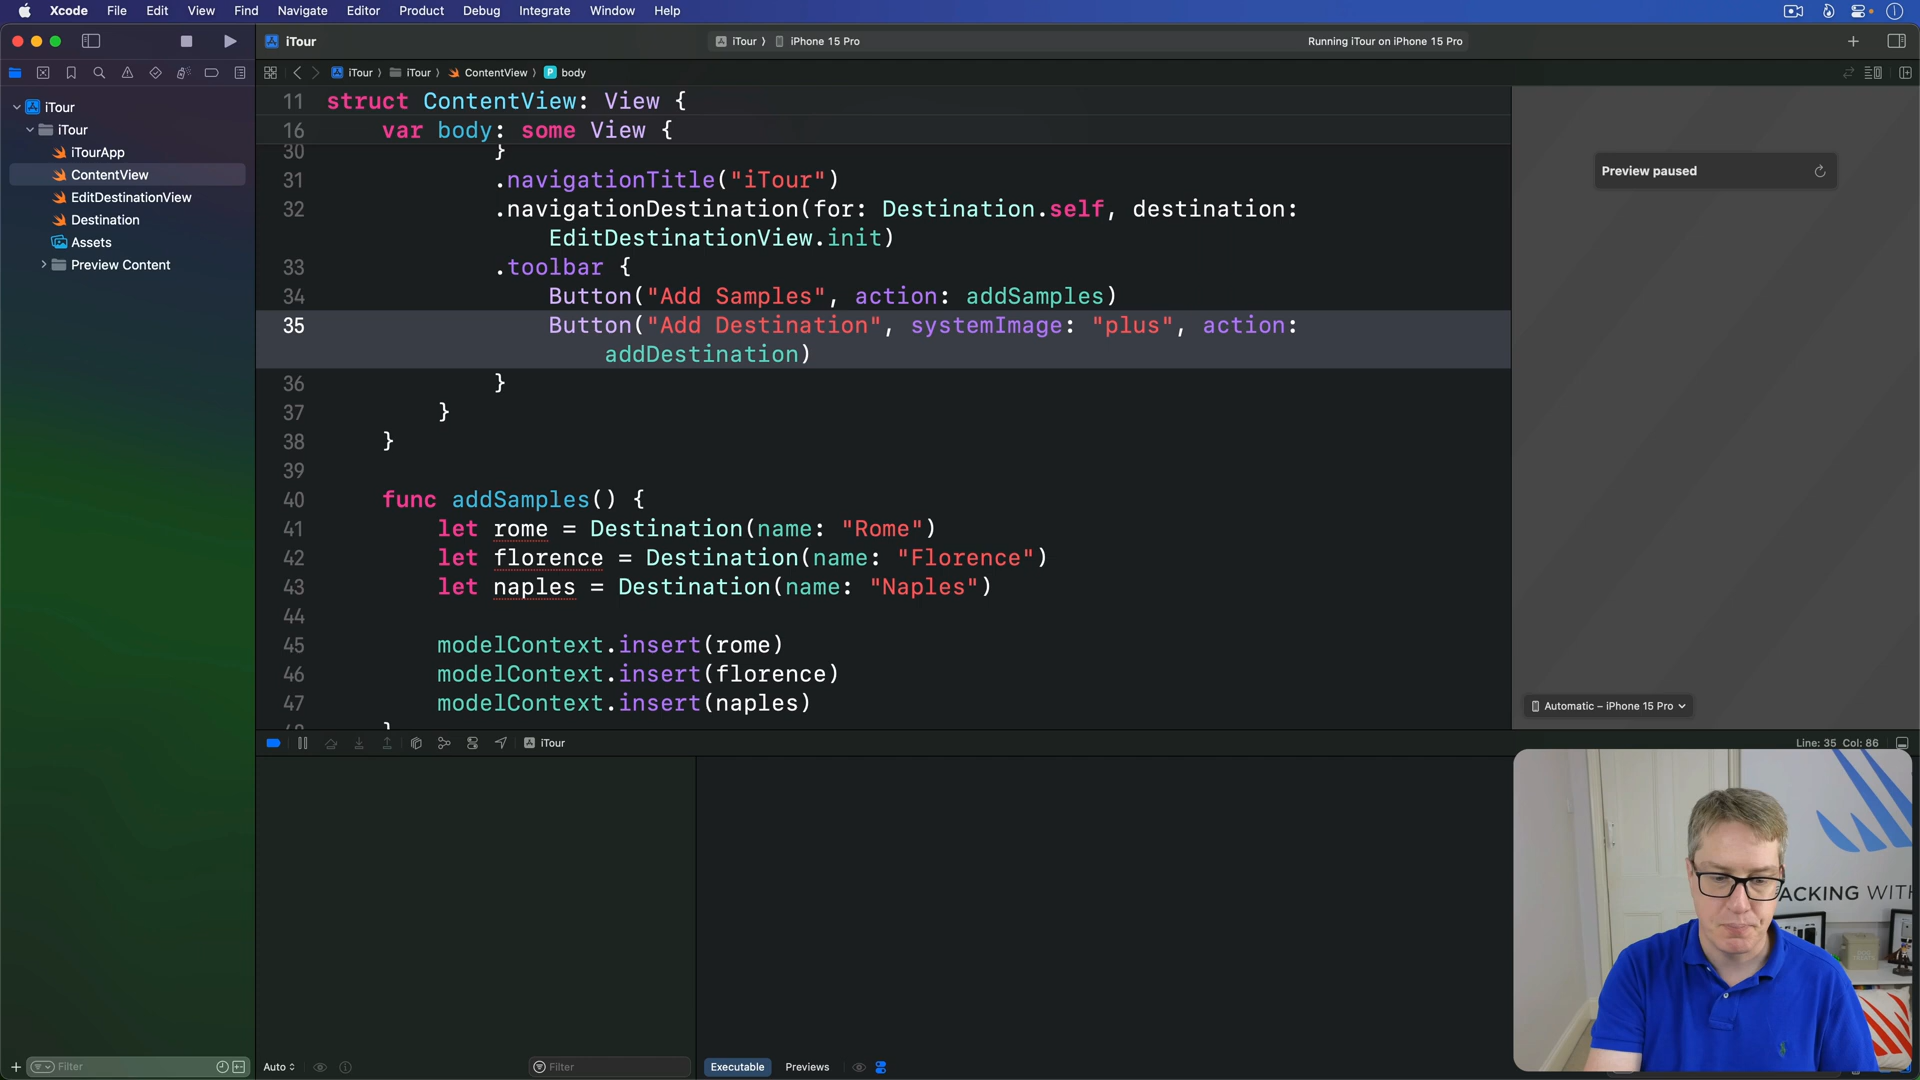 Xcode File Edit View Find Navigate Editor Product Debug Integrate Window Help
iTour
iTour ⟩ iPhone 15 Pro
Running iTour on iPhone 15 Pro
iTour ⟩ iTour ⟩ ContentView ⟩ P body
iTour
iTour
iTourApp
ContentView
EditDestinationView
Destination
Assets
Preview Content
11 struct ContentView: View {
16 var body: some View {
30 }
31 .navigationTitle("iTour")
32 .navigationDestination(for: Destination.self, destination:
EditDestinationView.init)
33 .toolbar {
34 Button("Add Samples", action: addSamples)
35 Button("Add Destination", systemImage: "plus", action:
addDestination)
36 }
37 }
38 }
39
40 func addSamples() {
41 let rome = Destination(name: "Rome")
42 let florence = Destination(name: "Florence")
43 let naples = Destination(name: "Naples")
44
45 modelContext.insert(rome)
46 modelContext.insert(florence)
47 modelContext.insert(naples)
}
Preview paused
Automatic – iPhone 15 Pro
iTour
Line: 35 Col: 86
ACKING WITH
Filter
Auto
Filter
Executable Previews